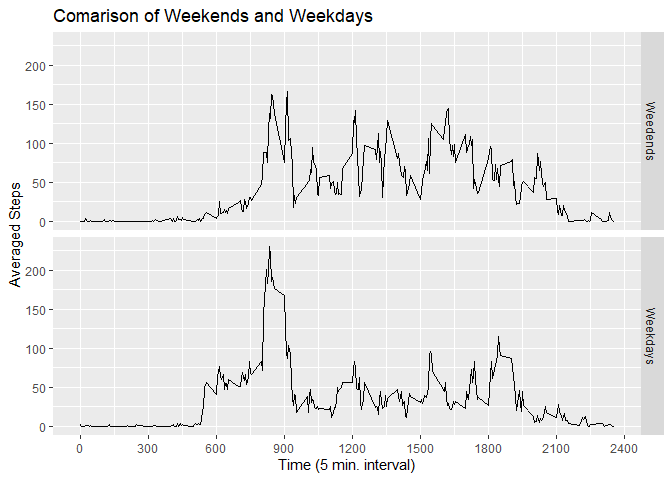 Comarison of Weekends and Weekdays
Averaged Steps
200
150
100
50
0
Weedends
200
150
100
50
0
Weekdays
0 300 600 900 1200 1500 1800 2100 2400
Time (5 min. interval)